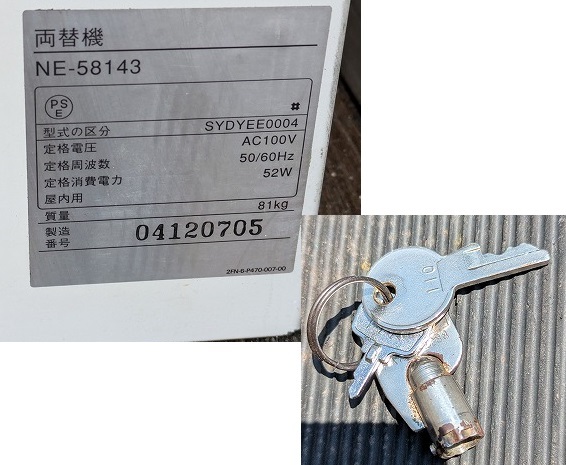 両替機
NE-58143
PS
E
型式の区分 SYDYEE0004
定格電圧 AC100V
定格周波数 50/60Hz
定格消費電力 52W
屋内用
質量 81kg
製造
番号 04120705
2FN-6-P470-007-00